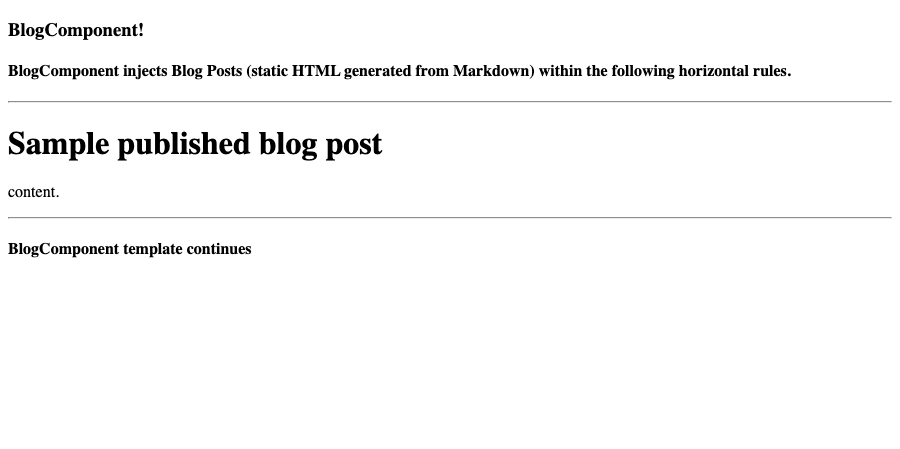 BlogComponent!
BlogComponent injects Blog Posts (static HTML generated from Markdown) within the following horizontal rules.
Sample published blog post
content.
BlogComponent template continues